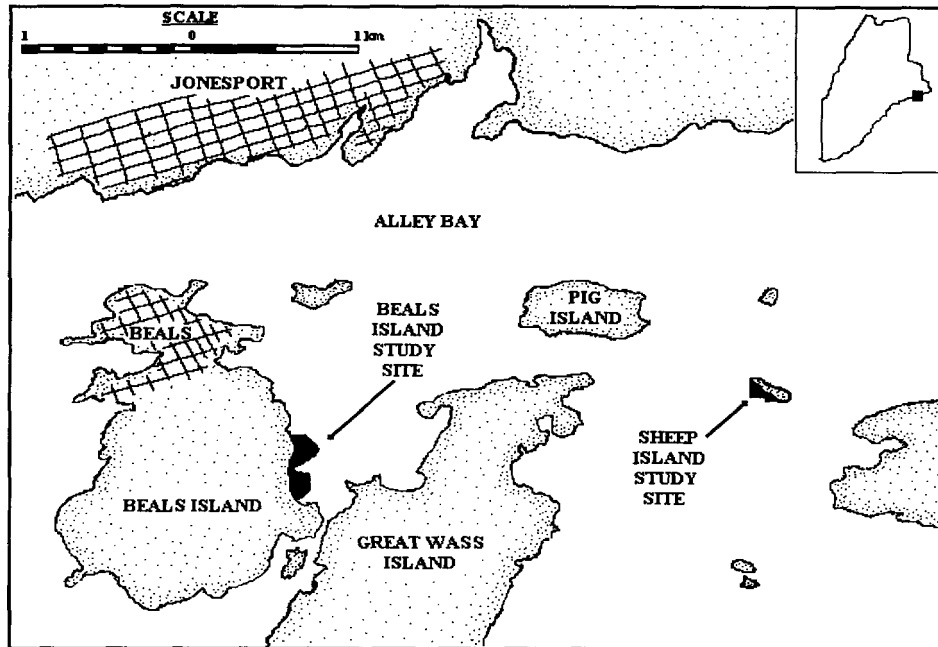 SCALE
1 0 1 km
JONESPORT
ALLEY BAY
BEALS
ISLAND
STUDY
SITE
PIG
ISLAND
BEALS
SHEEP
ISLAND
STUDY
SITE
BEALS ISLAND
GREAT WASS
ISLAND